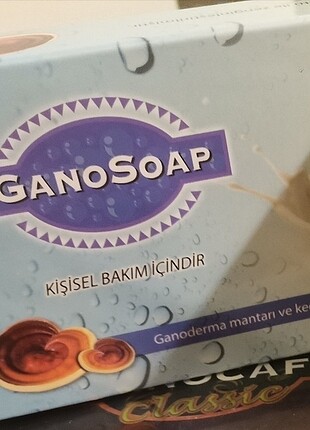 GANOSOAP
KİŞİSEL BAKIM İÇİNDİR
Ganoderma mantarı ve
Classic